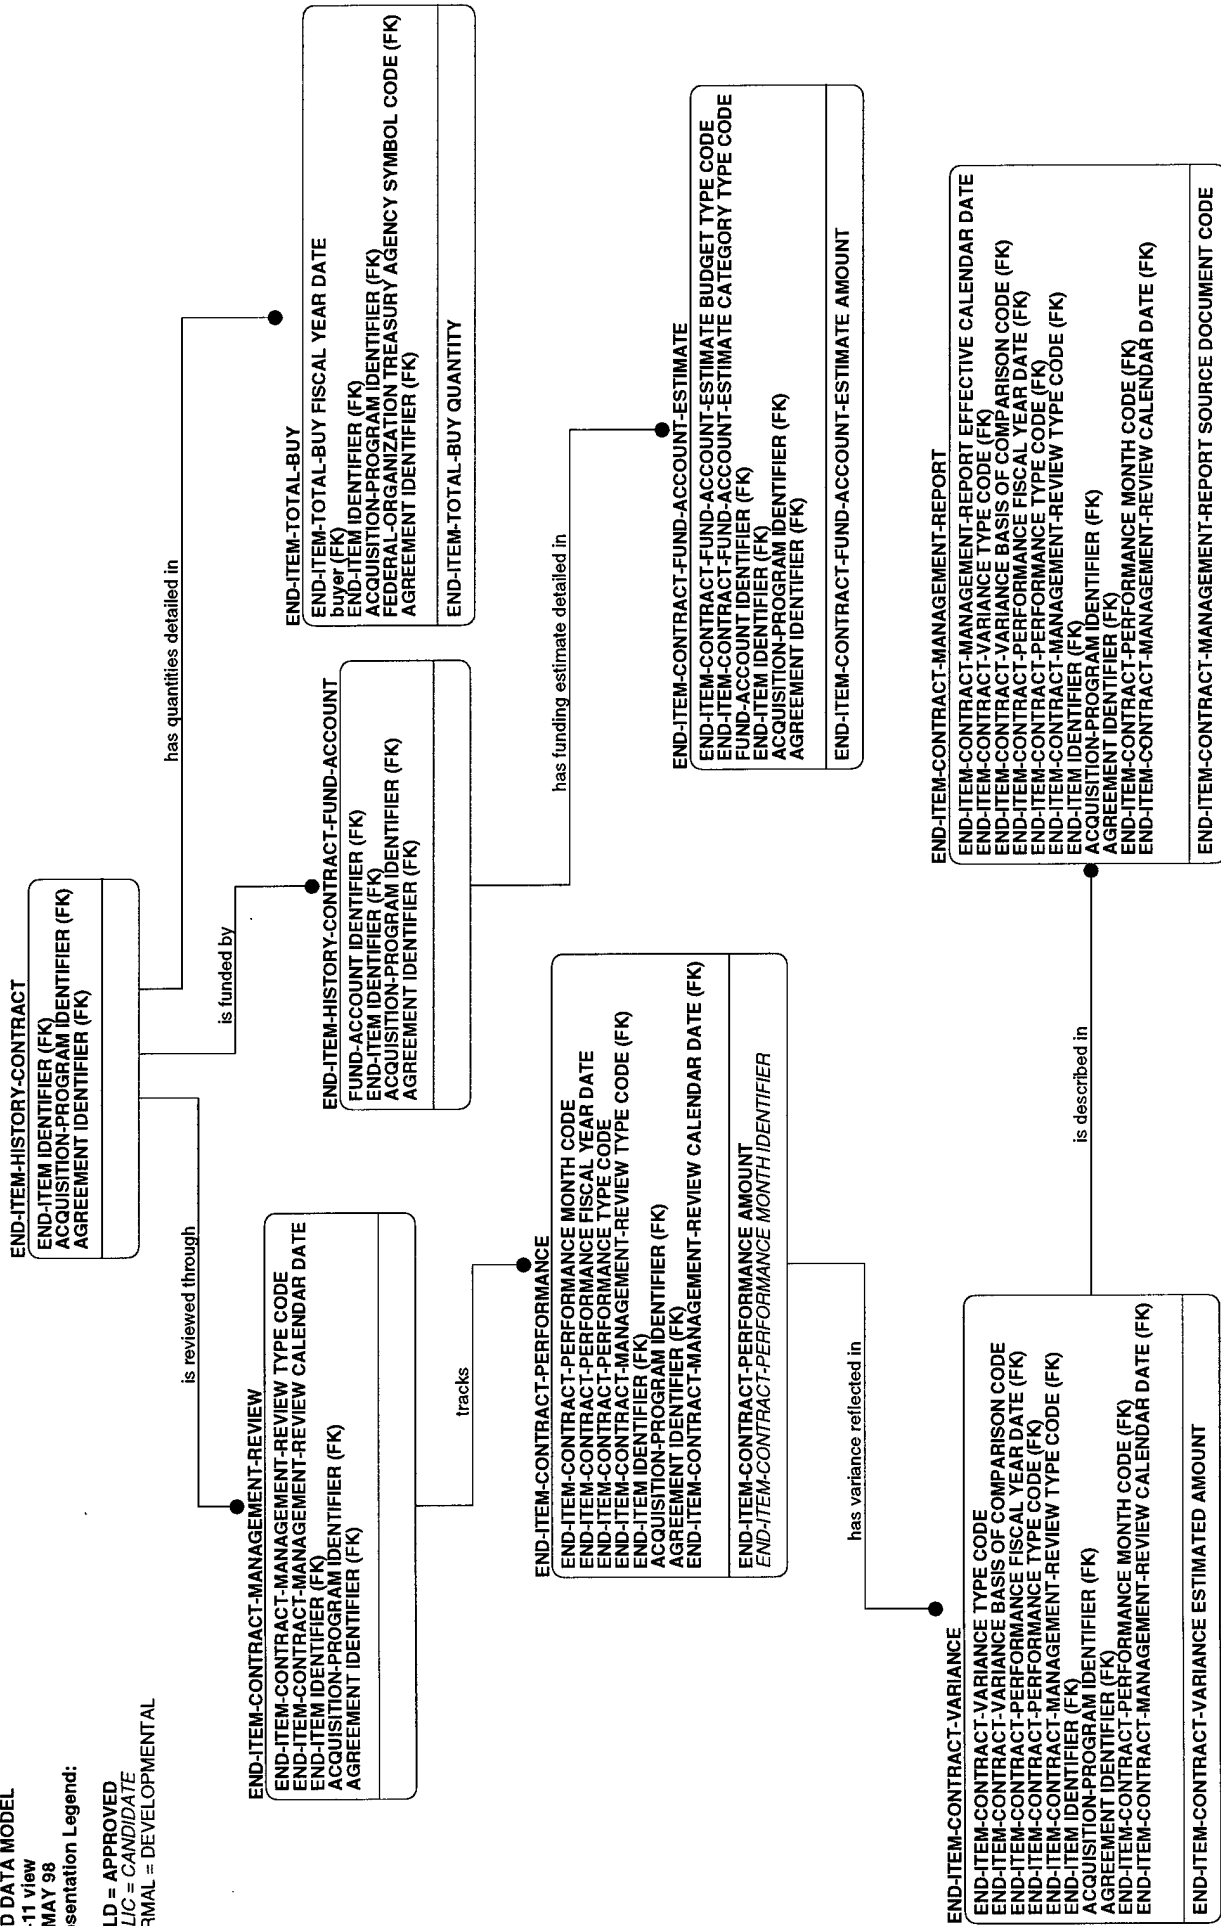 D DATA MODEL
-11 view
MAY 98
sentation Legend:
LD = APPROVED
LIC = CANDIDATE
RMAL = DEVELOPMENTAL
END-ITEM-HISTORY-CONTRACT
END-ITEM IDENTIFIER (FK)
ACQUISITION-PROGRAM IDENTIFIER (FK)
AGREEMENT IDENTIFIER (FK)
is reviewed through
is funded by
has quantities detailed in
END-ITEM-CONTRACT-MANAGEMENT-REVIEW
END-ITEM-CONTRACT-MANAGEMENT-REVIEW TYPE CODE
END-ITEM-CONTRACT-MANAGEMENT-REVIEW CALENDAR DATE
END-ITEM IDENTIFIER (FK)
ACQUISITION-PROGRAM IDENTIFIER (FK)
AGREEMENT IDENTIFIER (FK)
END-ITEM-HISTORY-CONTRACT-FUND-ACCOUNT
FUND-ACCOUNT IDENTIFIER (FK)
END-ITEM IDENTIFIER (FK)
ACQUISITION-PROGRAM IDENTIFIER (FK)
AGREEMENT IDENTIFIER (FK)
END-ITEM-TOTAL-BUY
END-ITEM-TOTAL-BUY FISCAL YEAR DATE
buyer (FK)
END-ITEM IDENTIFIER (FK)
ACQUISITION-PROGRAM IDENTIFIER (FK)
FEDERAL-ORGANIZATION TREASURY AGENCY SYMBOL CODE (FK)
AGREEMENT IDENTIFIER (FK)
END-ITEM-TOTAL-BUY QUANTITY
tracks
has funding estimate detailed in
END-ITEM-CONTRACT-PERFORMANCE
END-ITEM-CONTRACT-PERFORMANCE MONTH CODE
END-ITEM-CONTRACT-PERFORMANCE FISCAL YEAR DATE
END-ITEM-CONTRACT-PERFORMANCE TYPE CODE
END-ITEM-CONTRACT-MANAGEMENT-REVIEW TYPE CODE (FK)
END-ITEM IDENTIFIER (FK)
ACQUISITION-PROGRAM IDENTIFIER (FK)
AGREEMENT IDENTIFIER (FK)
END-ITEM-CONTRACT-MANAGEMENT-REVIEW CALENDAR DATE (FK)
END-ITEM-CONTRACT-PERFORMANCE AMOUNT
END-ITEM-CONTRACT-PERFORMANCE MONTH IDENTIFIER
END-ITEM-CONTRACT-FUND-ACCOUNT-ESTIMATE
END-ITEM-CONTRACT-FUND-ACCOUNT-ESTIMATE BUDGET TYPE CODE
END-ITEM-CONTRACT-FUND-ACCOUNT-ESTIMATE CATEGORY TYPE CODE
FUND-ACCOUNT IDENTIFIER (FK)
END-ITEM IDENTIFIER (FK)
ACQUISITION-PROGRAM IDENTIFIER (FK)
AGREEMENT IDENTIFIER (FK)
END-ITEM-CONTRACT-FUND-ACCOUNT-ESTIMATE AMOUNT
has variance reflected in
END-ITEM-CONTRACT-VARIANCE
END-ITEM-CONTRACT-VARIANCE TYPE CODE
END-ITEM-CONTRACT-VARIANCE BASIS OF COMPARISON CODE
END-ITEM-CONTRACT-PERFORMANCE FISCAL YEAR DATE (FK)
END-ITEM-CONTRACT-PERFORMANCE TYPE CODE (FK)
END-ITEM-CONTRACT-MANAGEMENT-REVIEW TYPE CODE (FK)
END-ITEM IDENTIFIER (FK)
ACQUISITION-PROGRAM IDENTIFIER (FK)
AGREEMENT IDENTIFIER (FK)
END-ITEM-CONTRACT-PERFORMANCE MONTH CODE (FK)
END-ITEM-CONTRACT-MANAGEMENT-REVIEW CALENDAR DATE (FK)
END-ITEM-CONTRACT-VARIANCE ESTIMATED AMOUNT
is described in
END-ITEM-CONTRACT-MANAGEMENT-REPORT
END-ITEM-CONTRACT-MANAGEMENT-REPORT EFFECTIVE CALENDAR DATE
END-ITEM-CONTRACT-VARIANCE TYPE CODE (FK)
END-ITEM-CONTRACT-VARIANCE BASIS OF COMPARISON CODE (FK)
END-ITEM-CONTRACT-PERFORMANCE FISCAL YEAR DATE (FK)
END-ITEM-CONTRACT-PERFORMANCE TYPE CODE (FK)
END-ITEM-CONTRACT-MANAGEMENT-REVIEW TYPE CODE (FK)
END-ITEM IDENTIFIER (FK)
ACQUISITION-PROGRAM IDENTIFIER (FK)
AGREEMENT IDENTIFIER (FK)
END-ITEM-CONTRACT-PERFORMANCE MONTH CODE (FK)
END-ITEM-CONTRACT-MANAGEMENT-REVIEW CALENDAR DATE (FK)
END-ITEM-CONTRACT-MANAGEMENT-REPORT SOURCE DOCUMENT CODE